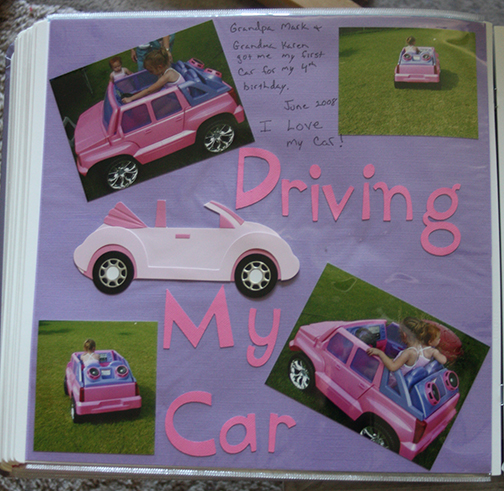 Grandpa Mark &
Grandma Karen
got me my first
Car for my 4th
birthday.
June 2008
I Love
my Car!
Driving
My
Car